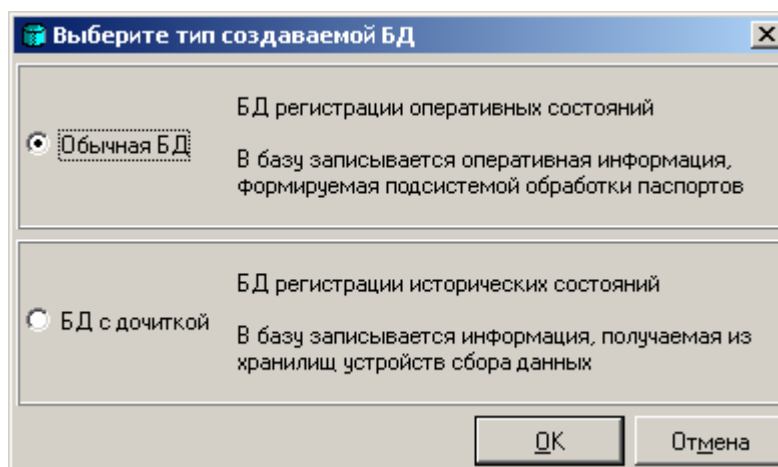 Выберите тип создаваемой БД
БД регистрации оперативных состояний
Обычная БД
В базу записывается оперативная информация,
формируемая подсистемой обработки паспортов
БД регистрации исторических состояний
БД с дочиткой
В базу записывается информация, получаемая из
хранилищ устройств сбора данных
OK
Отмена